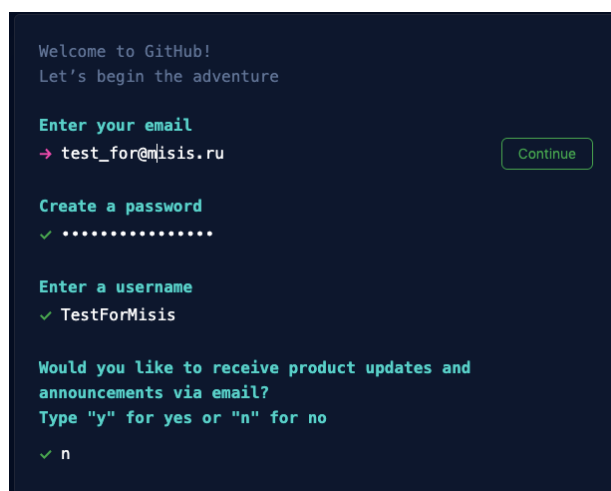 Welcome to GitHub!
Let’s begin the adventure
Enter your email
→ test_for@misis.ru
Continue
Create a password
✓ ••••••••••••••••
Enter a username
✓ TestForMisis
Would you like to receive product updates and
announcements via email?
Type "y" for yes or "n" for no
✓ n